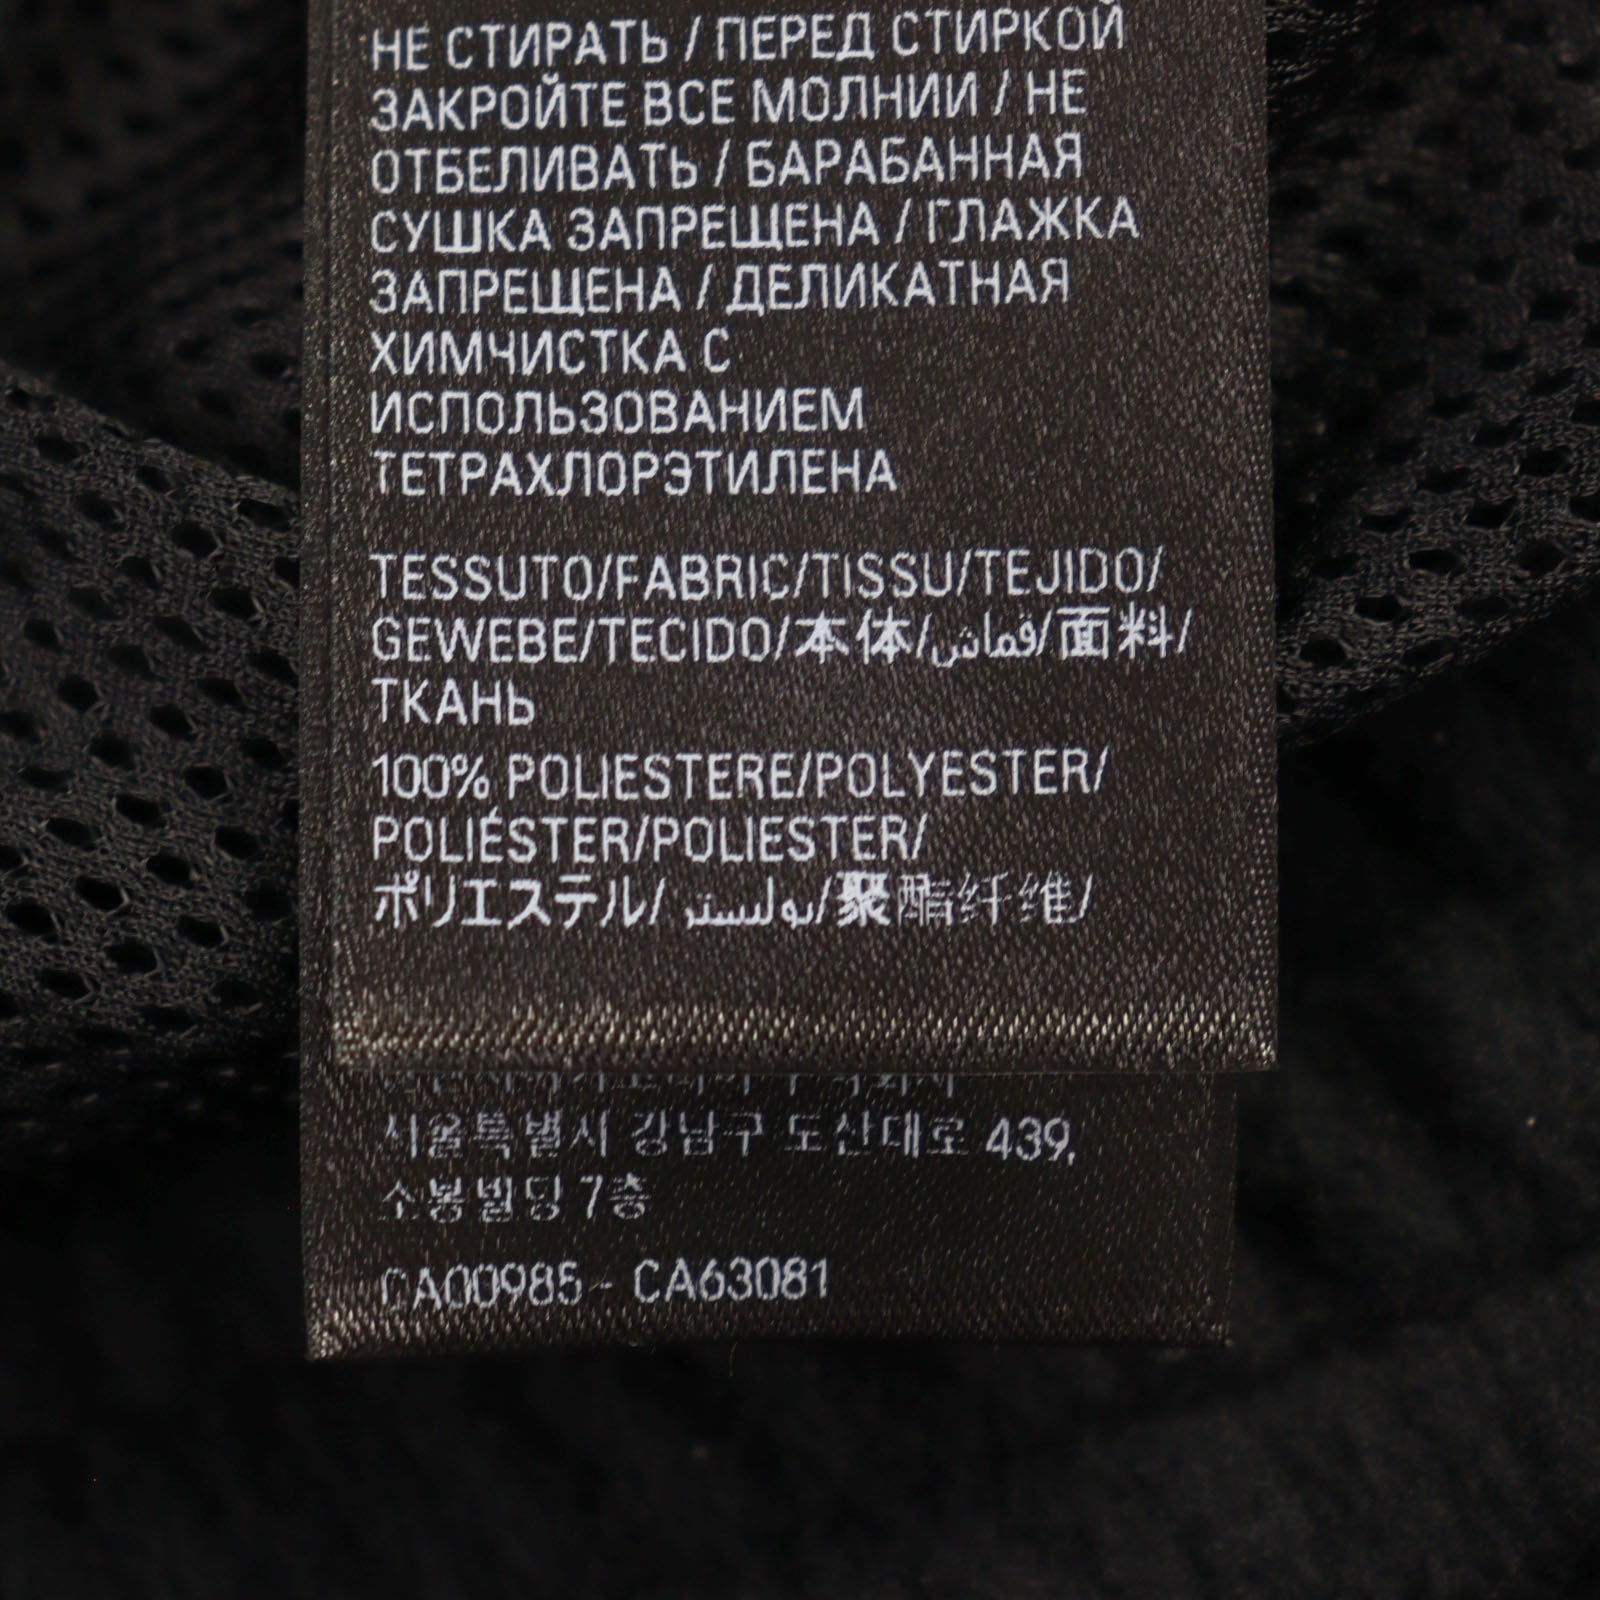 НЕ СТИРАТЬ / ПЕРЕД СТИРКОЙ
ЗАКРОЙТЕ ВСЕ МОЛНИИ / НЕ
ОТБЕЛИВАТЬ / БАРАБАННАЯ
СУШКА ЗАПРЕЩЕНА / ГЛАЖКА
ЗАПРЕЩЕНА / ДЕЛИКАТНАЯ
ХИМЧИСТКА С
ИСПОЛЬЗОВАНИЕМ
ТЕТРАХЛОРЭТИЛЕНА
TESSUTO/FABRIC/TISSU/TEJIDO/
GEWEBE/TECIDO/本体/قماش/面料/
ТКАНЬ
100% POLIESTERE/POLYESTER/
POLIÉSTER/POLIESTER/
ポリエステル/بوليستر/聚酯纤维/
서울특별시 강남구 도산대로 439,
소봉빌딩 7층
CA00985 - CA63081